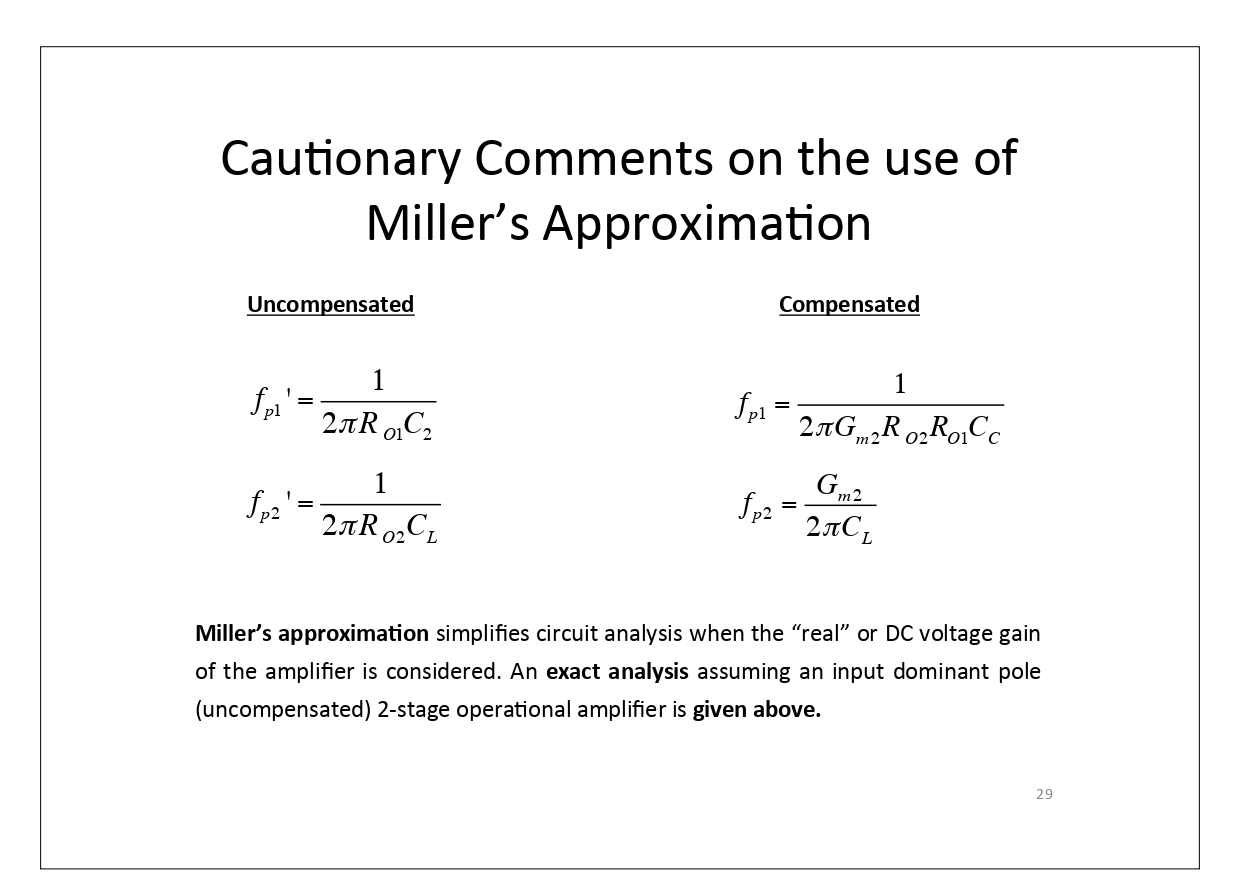 Cautionary Comments on the use of
Miller’s Approximation
Uncompensated
Compensated
f_{p1}' = \frac{1}{2\pi R_{O1} C_2}
f_{p1} = \frac{1}{2\pi G_{m2} R_{O2} R_{O1} C_C}
f_{p2}' = \frac{1}{2\pi R_{O2} C_L}
f_{p2} = \frac{G_{m2}}{2\pi C_L}
Miller’s approximation simplifies circuit analysis when the “real” or DC voltage gain
of the amplifier is considered. An exact analysis assuming an input dominant pole
(uncompensated) 2-stage operational amplifier is given above.
29